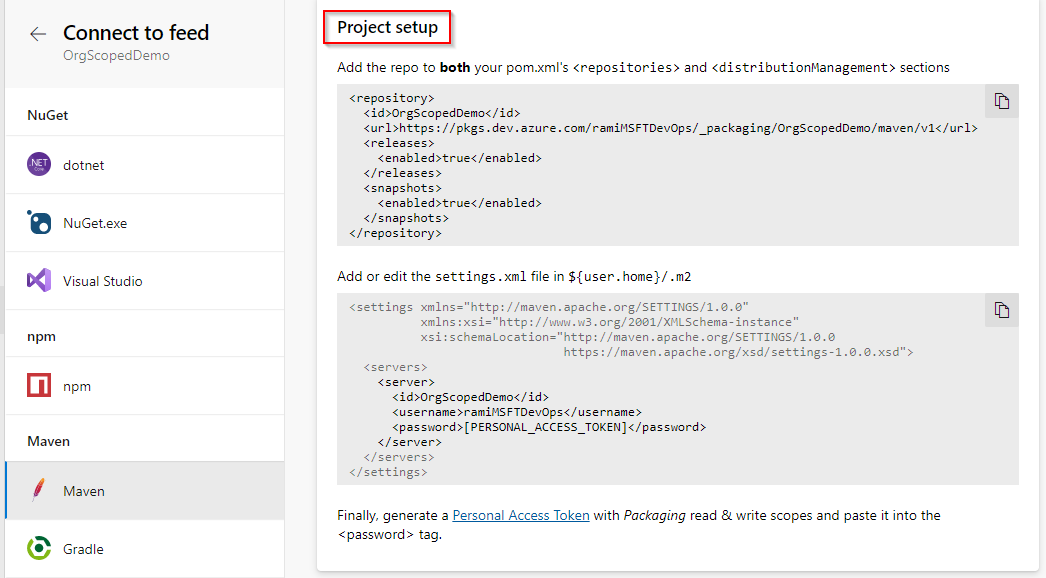 Connect to feed
OrgScopedDemo
NuGet
dotnet
NuGet.exe
Visual Studio
npm
npm
Maven
Maven
Gradle
Project setup
Add the repo to both your pom.xml's <repositories> and <distributionManagement> sections
<repository>
  <id>OrgScopedDemo</id>
  <url>https://pkgs.dev.azure.com/ramiMSFTDevOps/_packaging/OrgScopedDemo/maven/v1</url>
  <releases>
    <enabled>true</enabled>
  </releases>
  <snapshots>
    <enabled>true</enabled>
  </snapshots>
</repository>
Add or edit the settings.xml file in ${user.home}/.m2
<settings xmlns="http://maven.apache.org/SETTINGS/1.0.0"
          xmlns:xsi="http://www.w3.org/2001/XMLSchema-instance"
          xsi:schemaLocation="http://maven.apache.org/SETTINGS/1.0.0
                              https://maven.apache.org/xsd/settings-1.0.0.xsd">
  <servers>
    <server>
      <id>OrgScopedDemo</id>
      <username>ramiMSFTDevOps</username>
      <password>[PERSONAL_ACCESS_TOKEN]</password>
    </server>
  </servers>
</settings>
Finally, generate a Personal Access Token with Packaging read & write scopes and paste it into the
<password> tag.